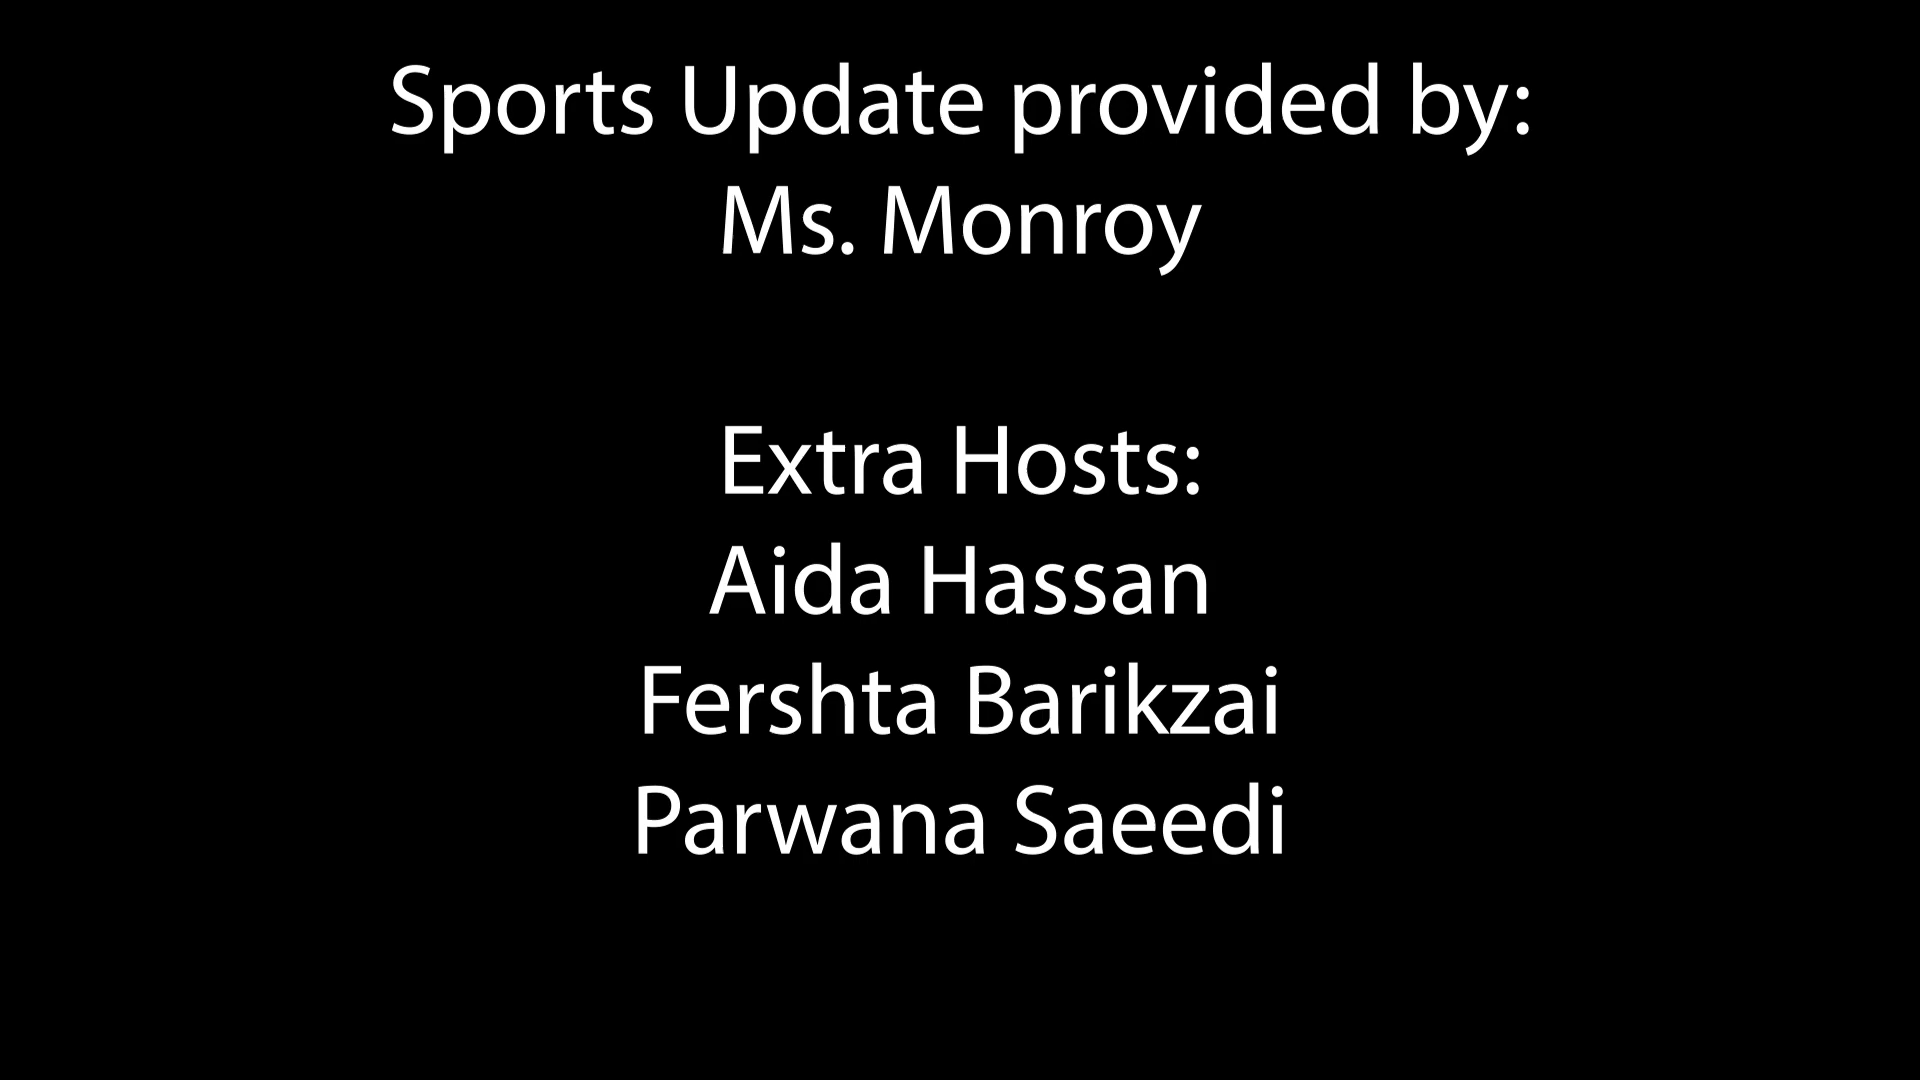 Sports Update provided by:
Ms. Monroy
Extra Hosts:
Aida Hassan
Fershta Barikzai
Parwana Saeedi